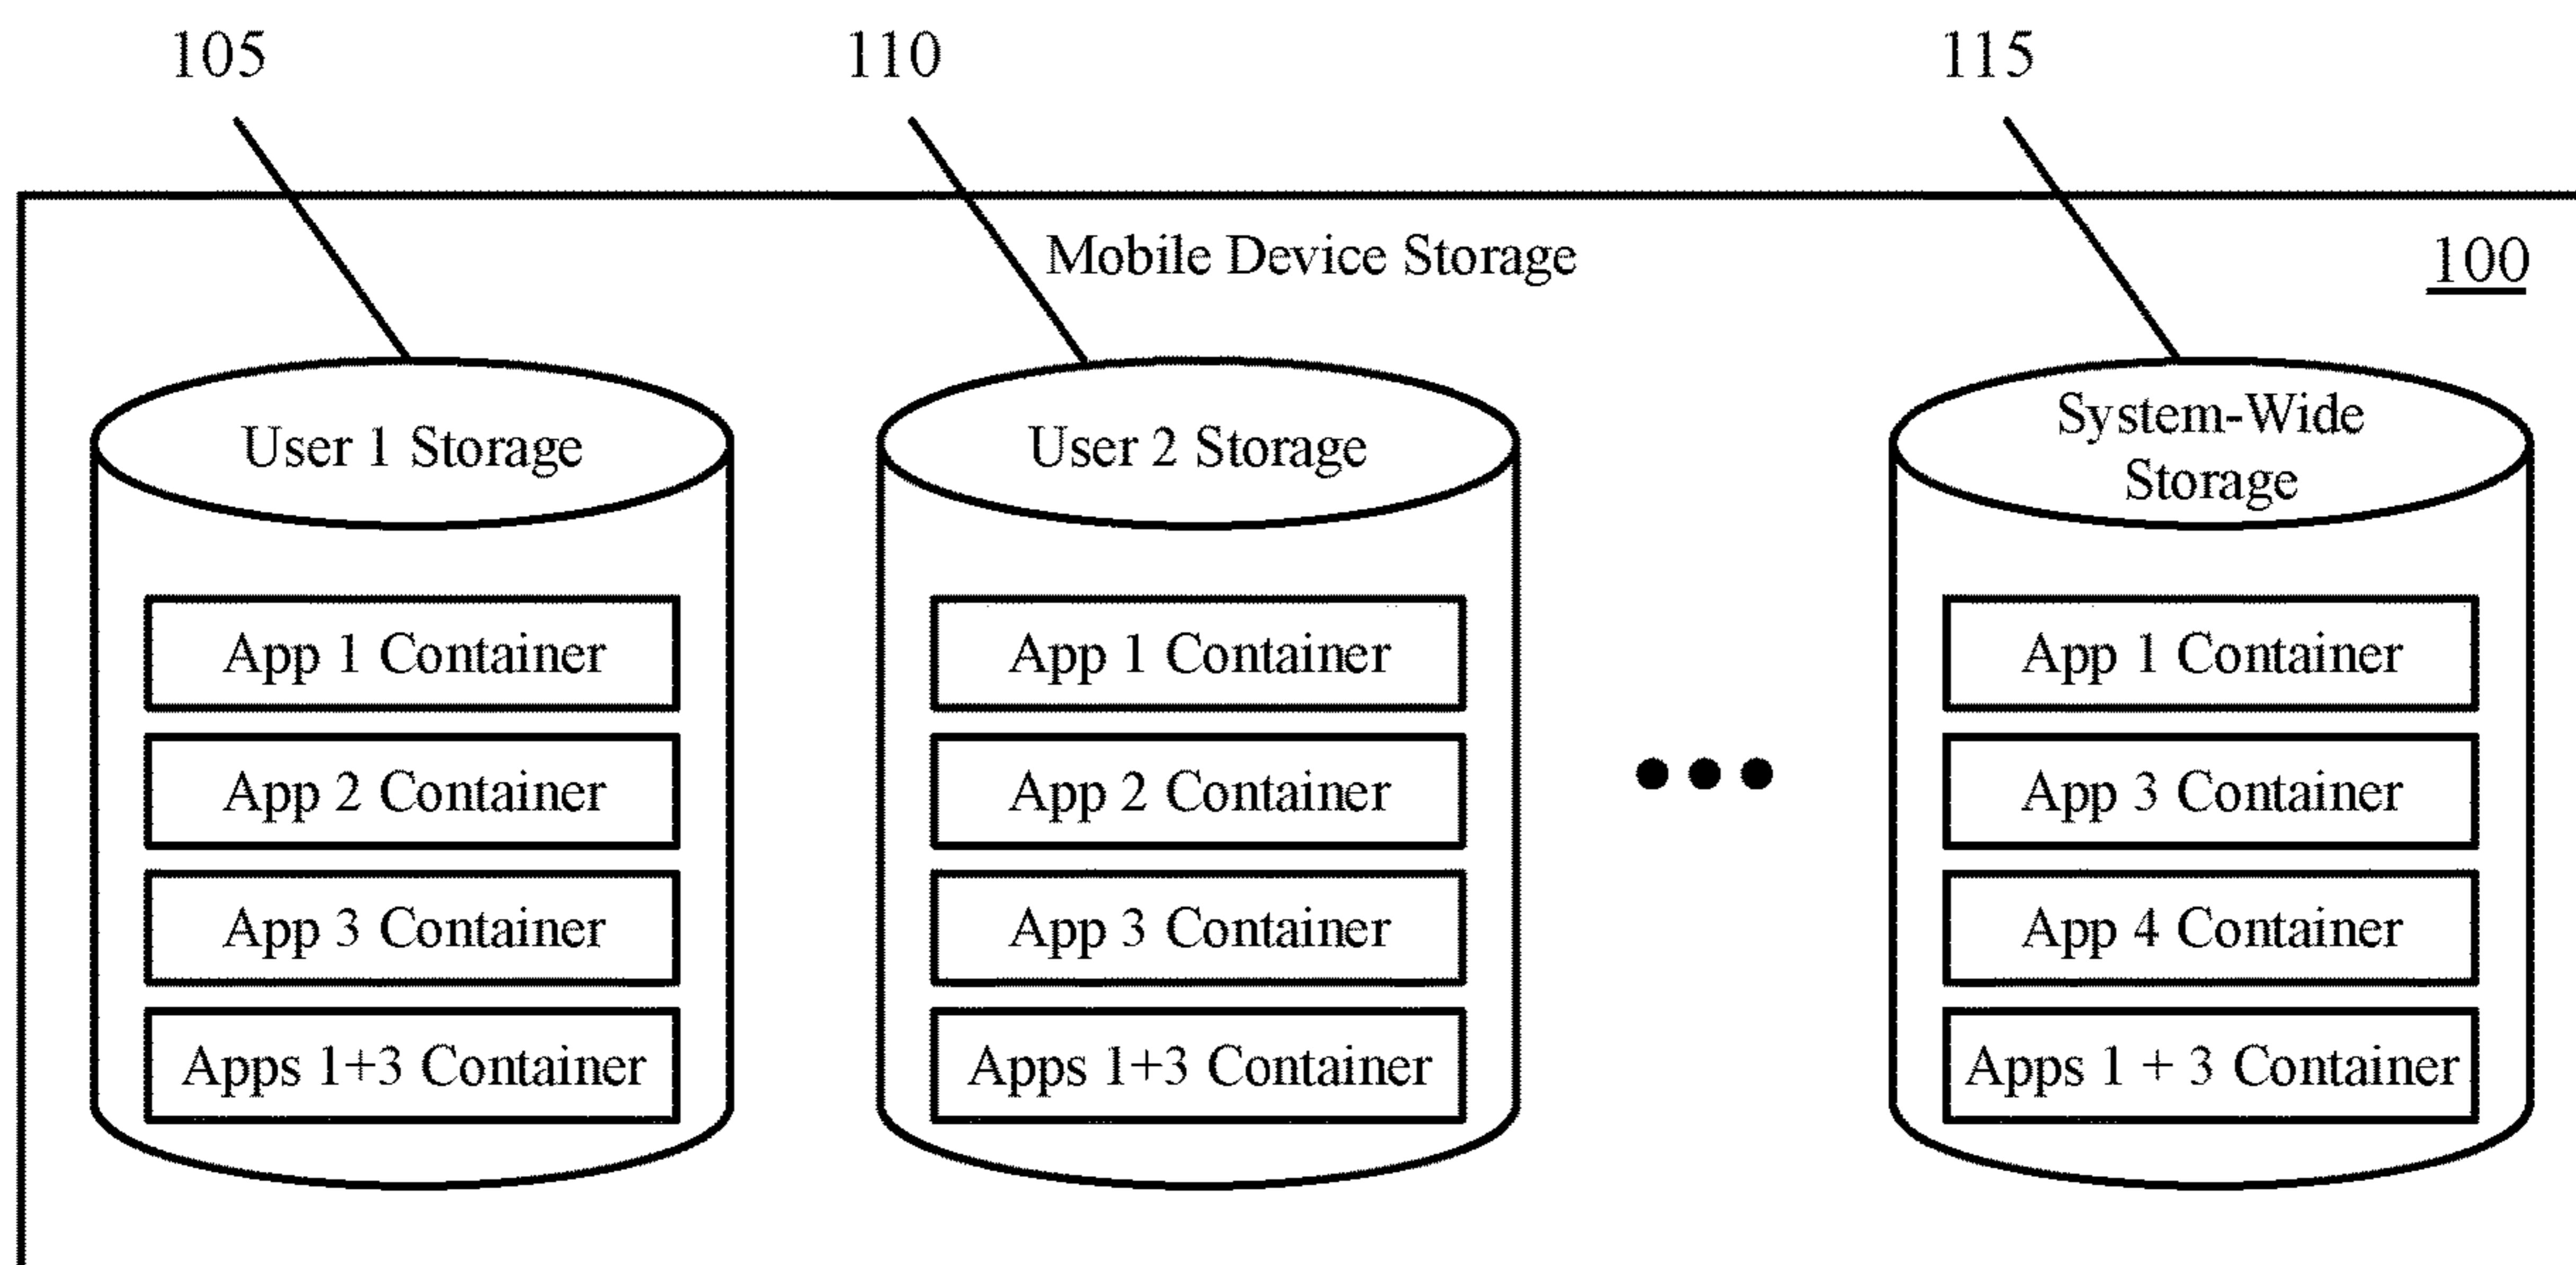 105
110
115
Mobile Device Storage
100
User 1 Storage
App 1 Container
App 2 Container
App 3 Container
Apps 1+3 Container
User 2 Storage
App 1 Container
App 2 Container
App 3 Container
Apps 1+3 Container
System-Wide
Storage
App 1 Container
App 3 Container
App 4 Container
Apps 1 + 3 Container